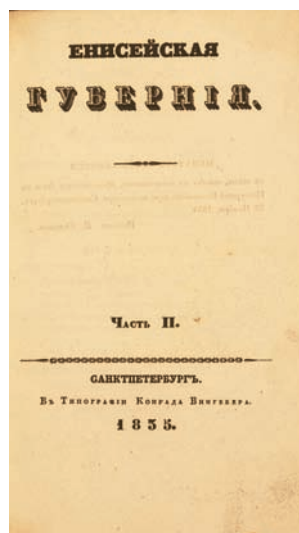 ЕНИСЕЙСКАЯ
ГУБЕРНІЯ.
Часть II.
САНКТПЕТЕРБУРГЪ.
Въ Типографіи Конрада Вингебера.
1835.